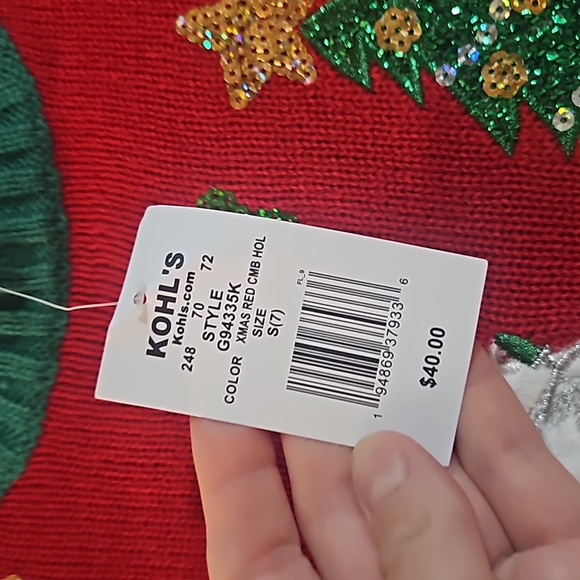 KOHL'S
Kohls.com
248 70 72
STYLE
G94335K
COLOR XMAS RED CMB HOL
SIZE
S(7)
FL_9
1 94869 37933 6
$40.00